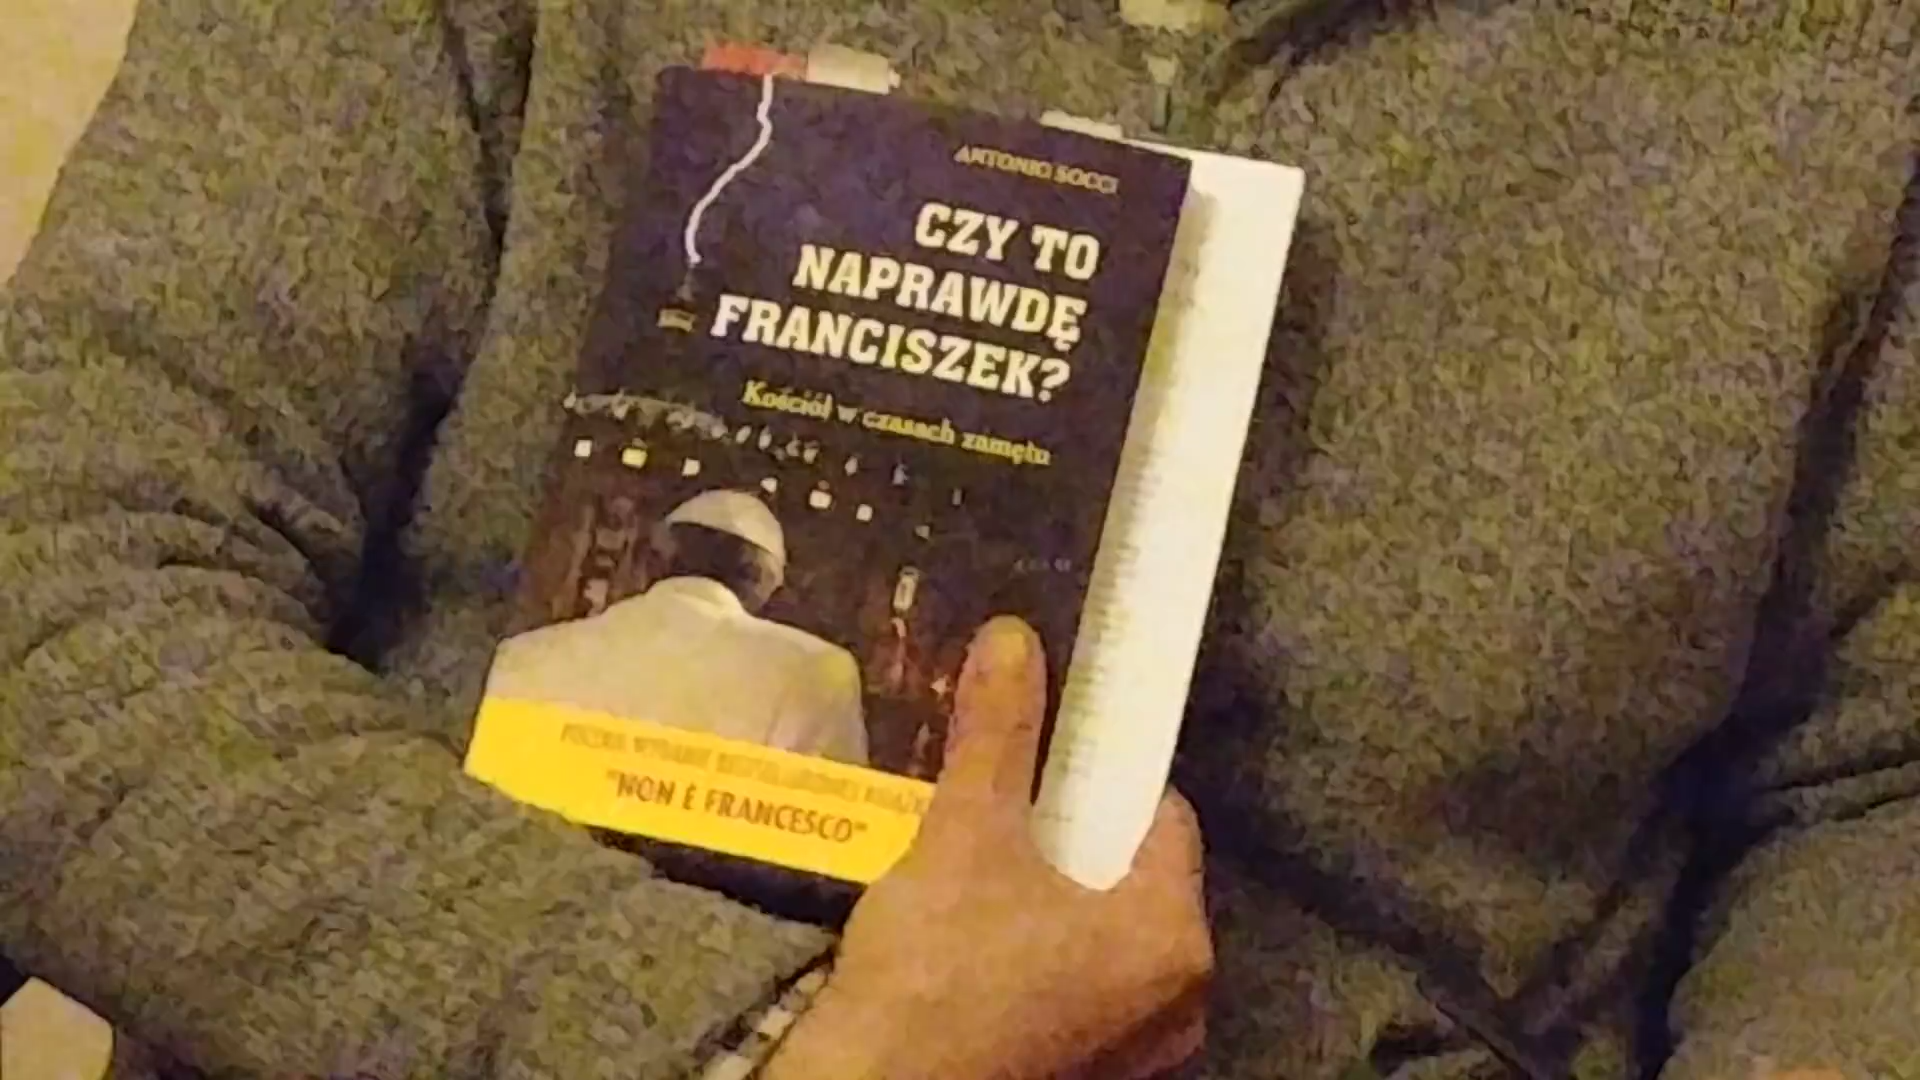 ANTONIO SOCCI
CZY TO
NAPRAWDĘ
FRANCISZEK?
Kościół w czasach zamętu
"NON È FRANCESCO"